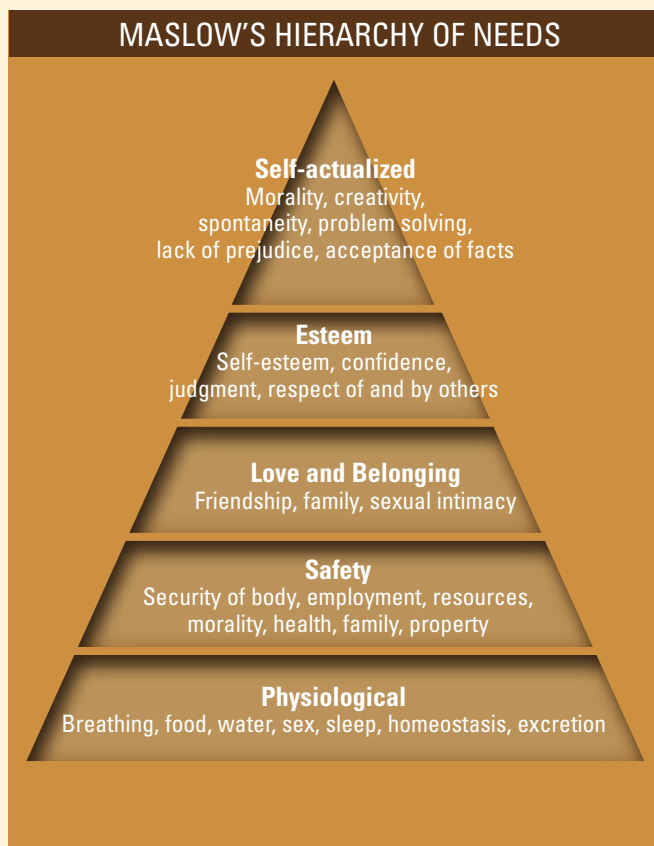 MASLOW'S HIERARCHY OF NEEDS
Self-actualized
Morality, creativity,
spontaneity, problem solving,
lack of prejudice, acceptance of facts
Esteem
Self-esteem, confidence,
judgment, respect of and by others
Love and Belonging
Friendship, family, sexual intimacy
Safety
Security of body, employment, resources,
morality, health, family, property
Physiological
Breathing, food, water, sex, sleep, homeostasis, excretion